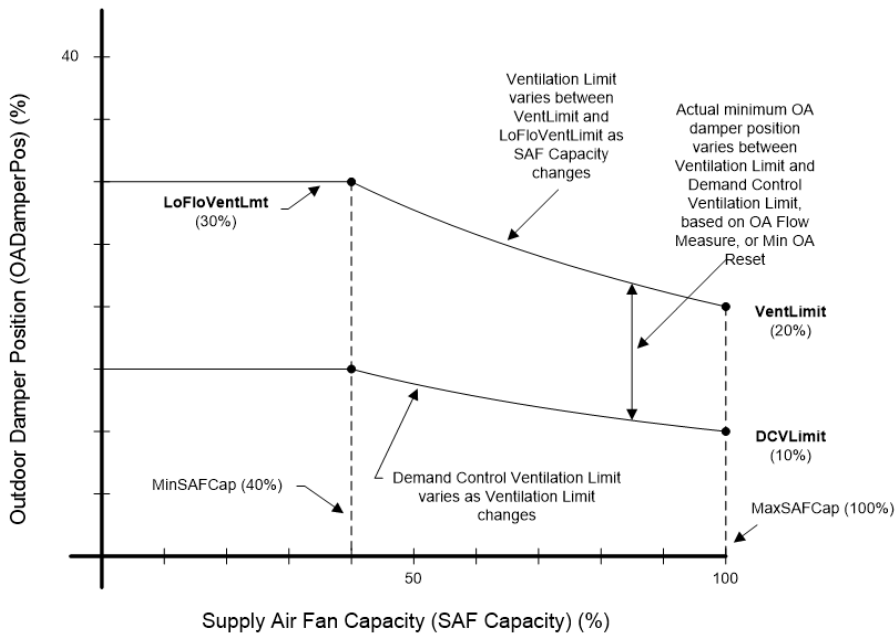 40
Outdoor Damper Position (OADamperPos) (%)
Ventilation Limit
varies between
VentLimit and
LoFloVentLimit as
SAF Capacity
changes
Actual minimum OA
damper position
varies between
Ventilation Limit and
Demand Control
Ventilation Limit,
based on OA Flow
Measure, or Min OA
Reset
LoFloVentLmt
(30%)
VentLimit
(20%)
DCVLimit
(10%)
MinSAFCap (40%)
Demand Control Ventilation Limit
varies as Ventilation Limit
changes
MaxSAFCap (100%)
50
100
Supply Air Fan Capacity (SAF Capacity) (%)